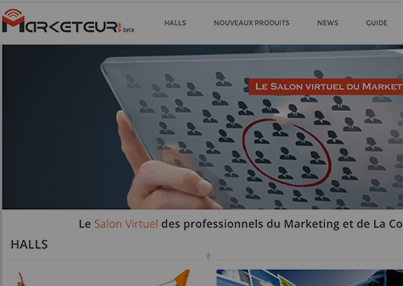 Marketeur beta
HALLS NOUVEAUX PRODUITS NEWS GUIDE
LE SALON VIRTUEL DU MARKET
Le Salon Virtuel des professionnels du Marketing et de La Co
HALLS